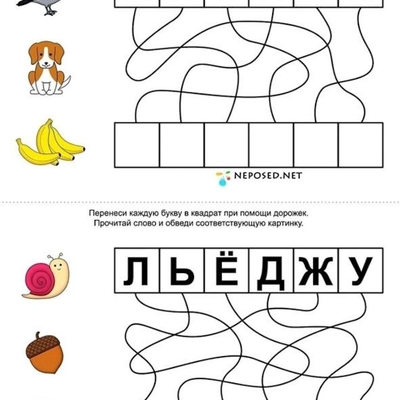 NEPOSED.NET
Перенеси каждую букву в квадрат при помощи дорожек.
Прочитай слово и обведи соответствующую картинку.
Л Ь Ё Д Ж У